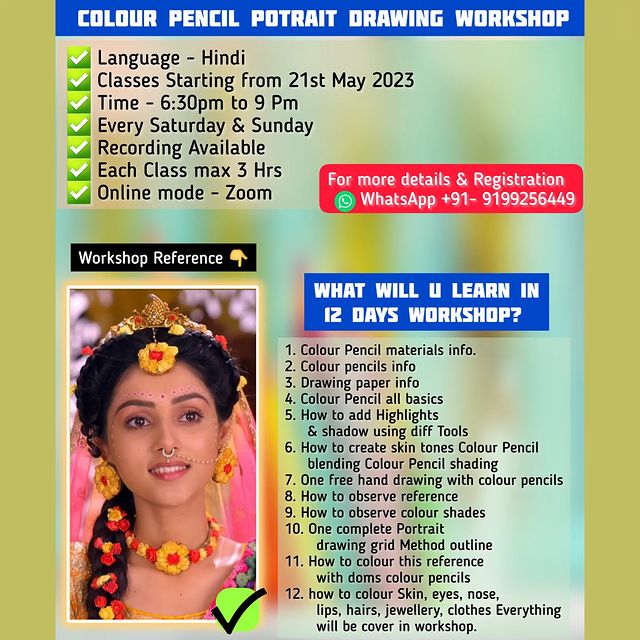 COLOUR PENCIL POTRAIT DRAWING WORKSHOP
Language - Hindi
Classes Starting from 21st May 2023
Time - 6:30pm to 9 Pm
Every Saturday & Sunday
Recording Available
Each Class max 3 Hrs
Online mode - Zoom
For more details & Registration
WhatsApp +91- 9199256449
Workshop Reference
WHAT WILL U LEARN IN
12 DAYS WORKSHOP?
1. Colour Pencil materials info.
2. Colour pencils info
3. Drawing paper info
4. Colour Pencil all basics
5. How to add Highlights
& shadow using diff Tools
6. How to create skin tones Colour Pencil
blending Colour Pencil shading
7. One free hand drawing with colour pencils
8. How to observe reference
9. How to observe colour shades
10. One complete Portrait
drawing grid Method outline
11. How to colour this reference
with doms colour pencils
12. how to colour Skin, eyes, nose,
lips, hairs, jewellery, clothes Everything
will be cover in workshop.